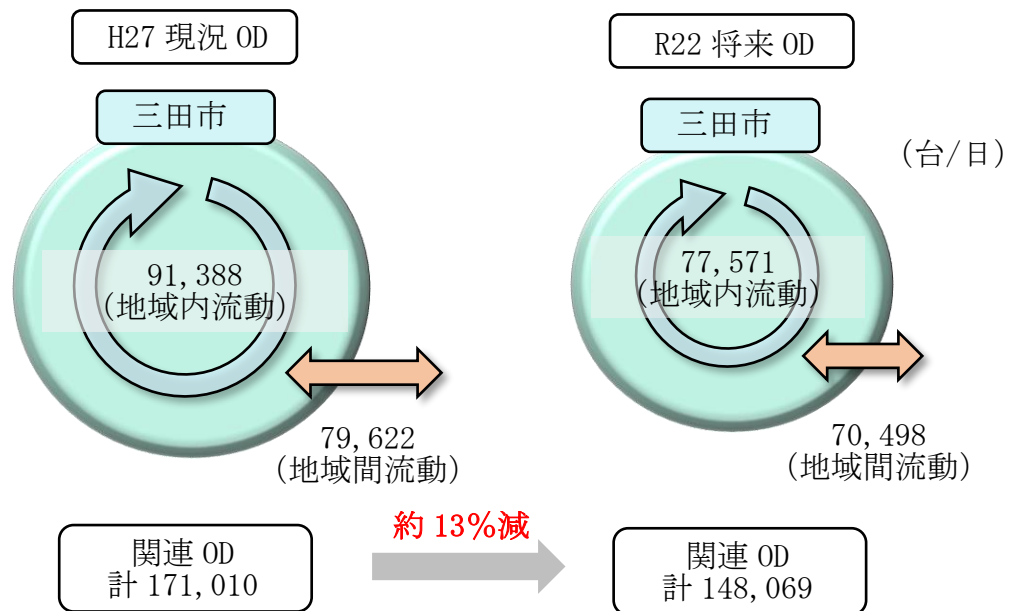 H27 現況 OD
三田市
91,388
(地域内流動)
79,622
(地域間流動)
関連 OD
計 171,010
約 13%減
R22 将来 OD
三田市
(台/日)
77,571
(地域内流動)
70,498
(地域間流動)
関連 OD
計 148,069